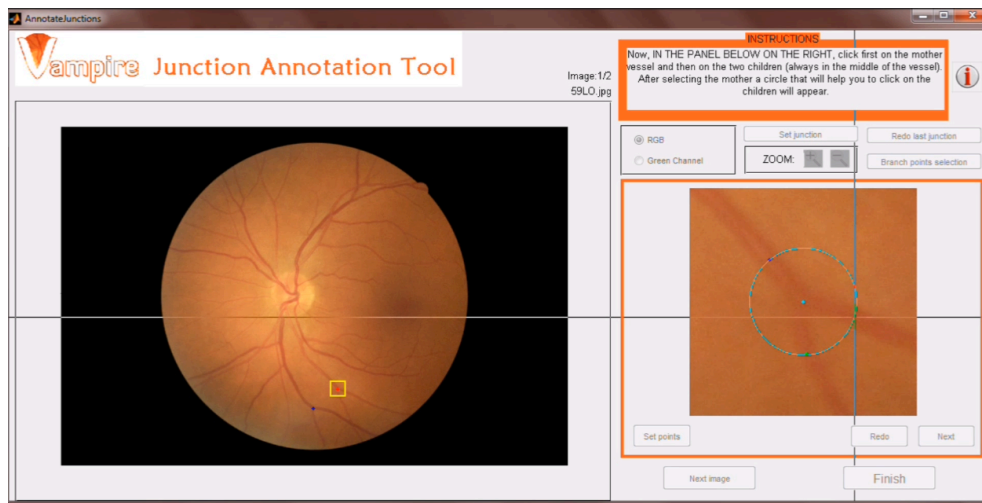 AnnotateJunctions
Vampire Junction Annotation Tool
Image:1/2
59LO.jpg
INSTRUCTIONS
Now, IN THE PANEL BELOW ON THE RIGHT, click first on the mother
vessel and then on the two children (always in the middle of the vessel).
After selecting the mother a circle that will help you to click on the
children will appear.
i
RGB
Green Channel
Set junction
Redo last junction
ZOOM:
Branch points selection
Set points
Redo
Next
Next image
Finish